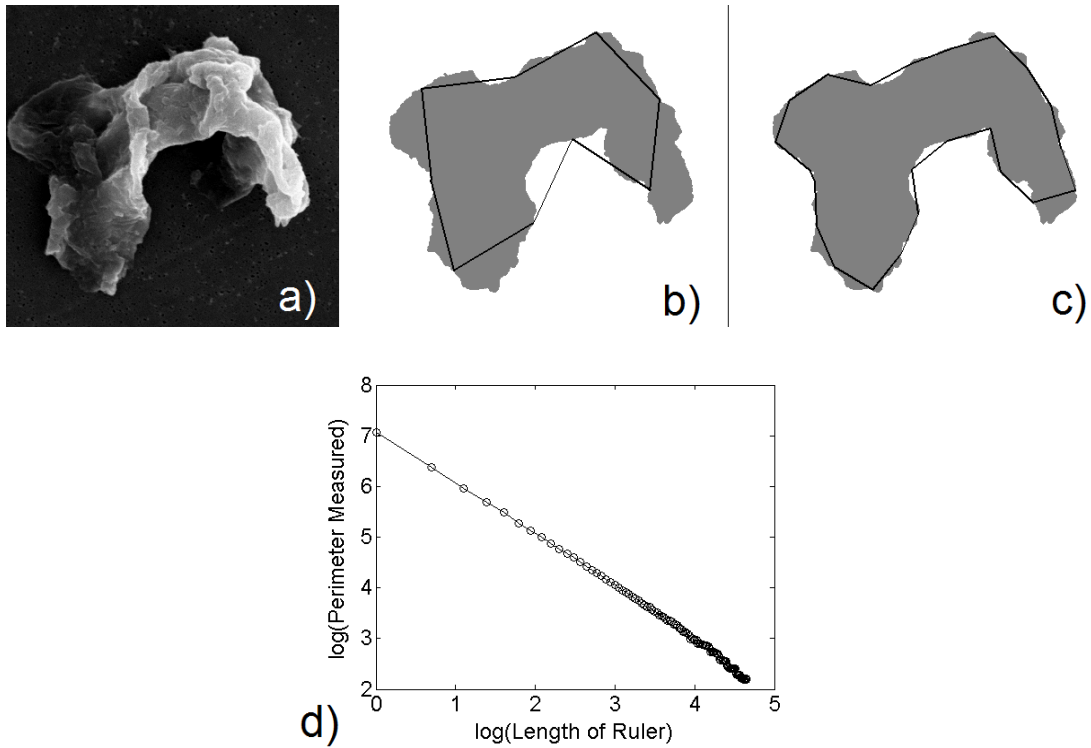 a)
b)
c)
8
7
6
5
4
3
2
log(Perimeter Measured)
0 1 2 3 4 5
log(Length of Ruler)
d)